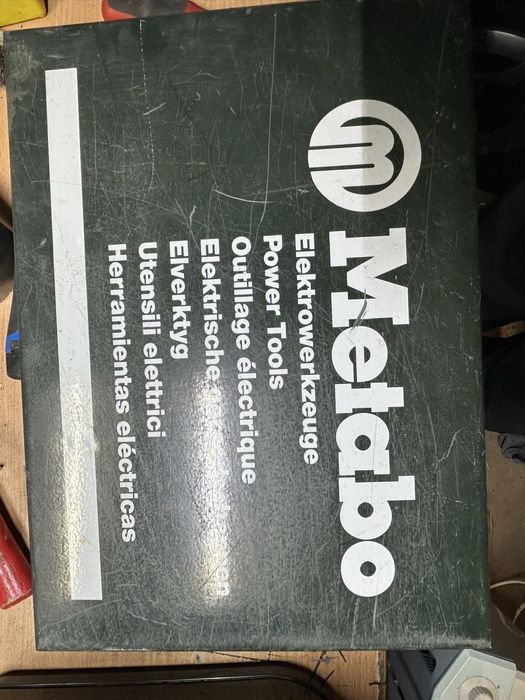 Metabo
Elektrowerkzeuge
Power Tools
Outillage électrique
Elektrische
Elverktyg
Utensili elettrici
Herramientas eléctricas